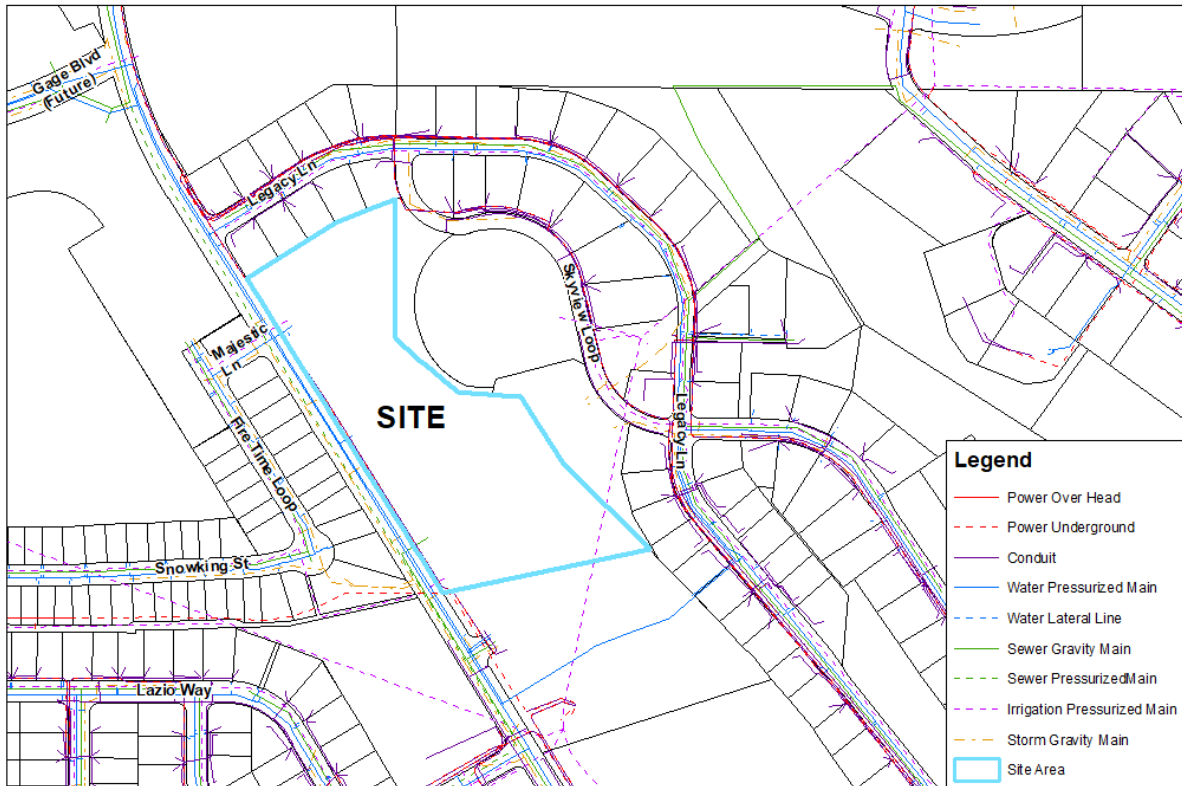 Gage Blvd
(Future)
Legacy Ln
Skyview Loop
Majestic
Ln
SITE
Fire Time Loop
Legacy Ln
Snowking St
Lazio Way
Legend
Power Over Head
Power Underground
Conduit
Water Pressurized Main
Water Lateral Line
Sewer Gravity Main
Sewer PressurizedMain
Irrigation Pressurized Main
Storm Gravity Main
Site Area